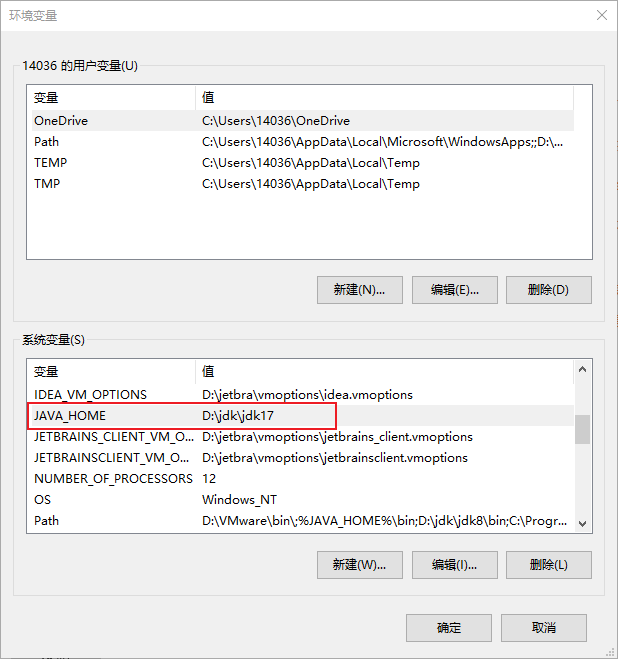 环境变量
14036 的用户变量(U)
变量 值
OneDrive C:\Users\14036\OneDrive
Path C:\Users\14036\AppData\Local\Microsoft\WindowsApps;;D:\...
TEMP C:\Users\14036\AppData\Local\Temp
TMP C:\Users\14036\AppData\Local\Temp
新建(N)... 编辑(E)... 删除(D)
系统变量(S)
变量 值
IDEA_VM_OPTIONS D:\jetbra\vmoptions\idea.vmoptions
JAVA_HOME D:\jdk\jdk17
JETBRAINS_CLIENT_VM_O... D:\jetbra\vmoptions\jetbrains_client.vmoptions
JETBRAINSCLIENT_VM_O... D:\jetbra\vmoptions\jetbrainsclient.vmoptions
NUMBER_OF_PROCESSORS 12
OS Windows_NT
Path D:\VMware\bin\;%JAVA_HOME%\bin;D:\jdk\jdk8\bin;C:\Progr...
新建(W)... 编辑(I)... 删除(L)
确定 取消